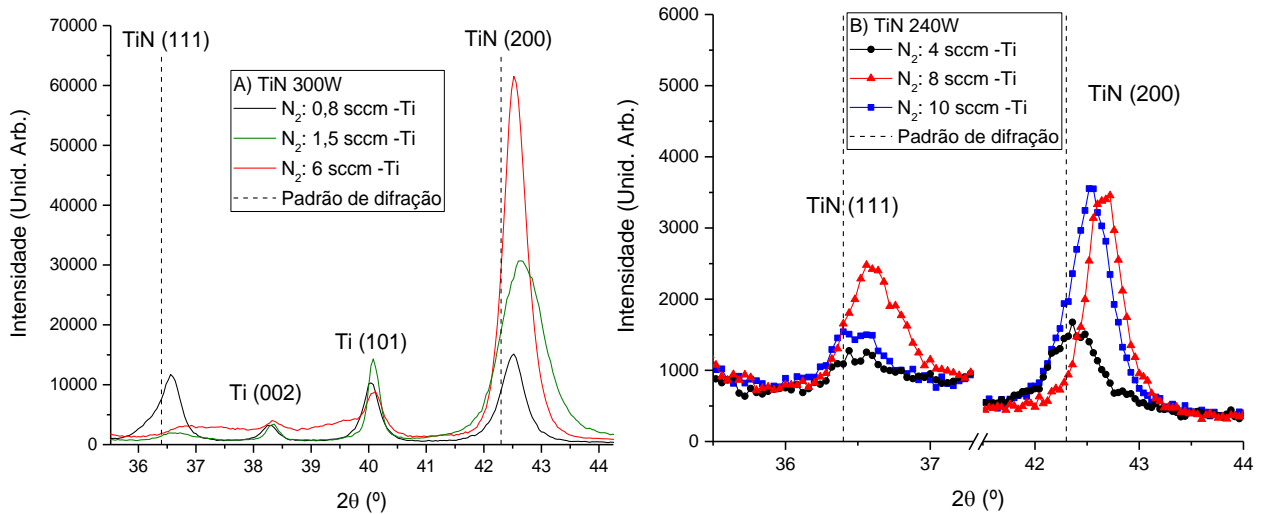 TiN (111)
TiN (200)
A) TiN 300W
N₂: 0,8 sccm -Ti
N₂: 1,5 sccm -Ti
N₂: 6 sccm -Ti
Padrão de difração
Ti (002)
Ti (101)
70000
60000
50000
40000
30000
20000
10000
0
Intensidade (Unid. Arb.)
36 37 38 39 40 41 42 43 44
2θ (º)
B) TiN 240W
N₂: 4 sccm -Ti
N₂: 8 sccm -Ti
N₂: 10 sccm -Ti
Padrão de difração
TiN (200)
TiN (111)
6000
5000
4000
3000
2000
1000
0
Intensidade (Unid. Arb.)
36 37 42 43 44
2θ (º)